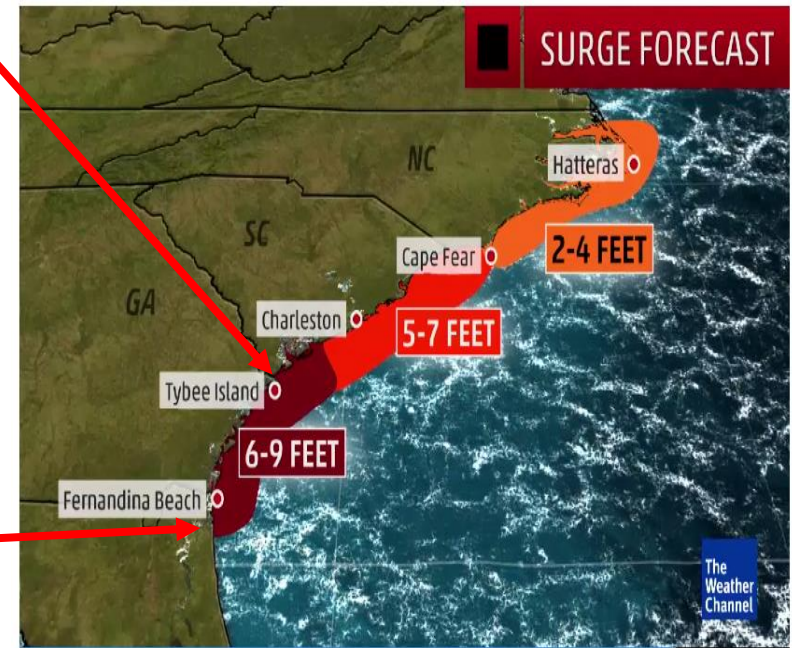 SURGE FORECAST
NC
Hatteras
SC
Cape Fear
2-4 FEET
GA
Charleston
5-7 FEET
Tybee Island
6-9 FEET
Fernandina Beach
The
Weather
Channel